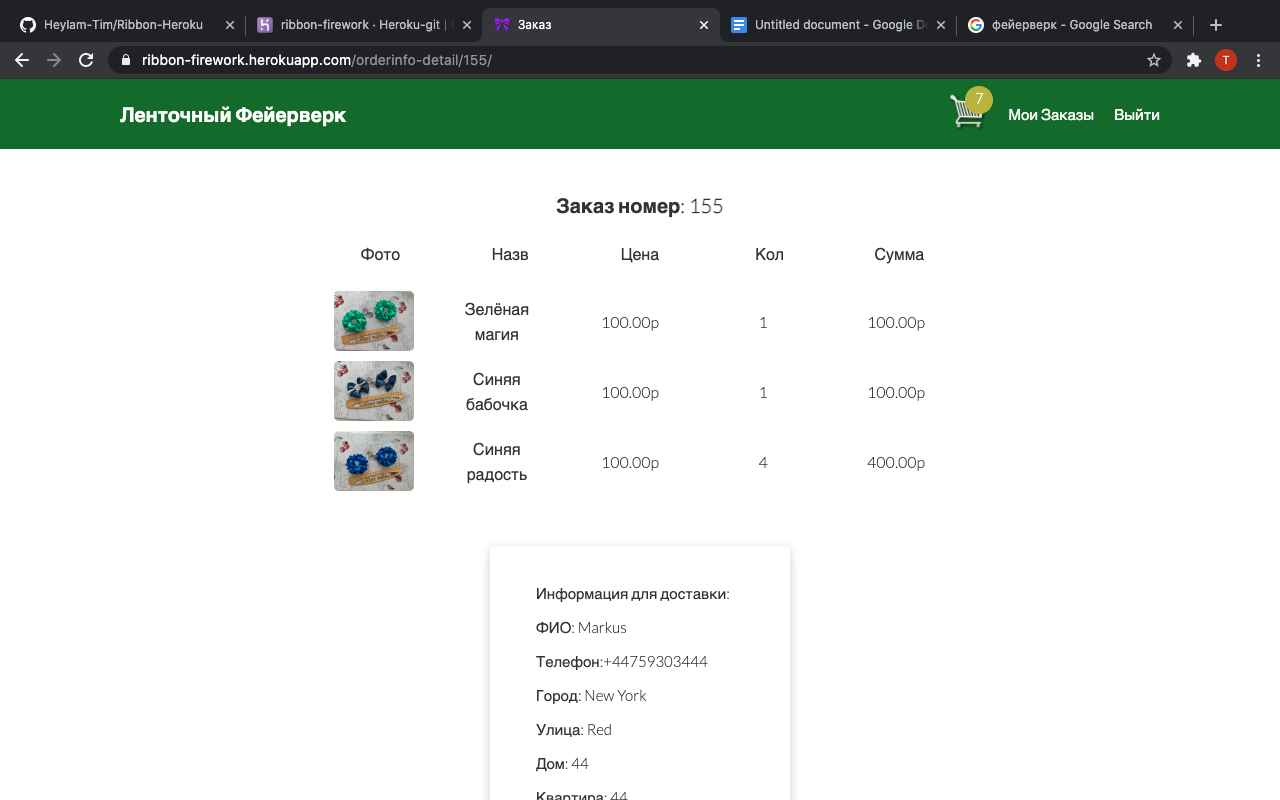 Heylam-Tim/Ribbon-Heroku
ribbon-firework · Heroku-git |
Заказ
Untitled document - Google
фейерверк - Google Search
ribbon-firework.herokuapp.com/orderinfo-detail/155/
T
Ленточный Фейерверк
7
Мои Заказы
Выйти
Заказ номер: 155
Фото Назв Цена Кол Сумма
Зелёная
магия
100.00р 1 100.00р
Синяя
бабочка
100.00р 1 100.00р
Синяя
радость
100.00р 4 400.00р
Информация для доставки:
ФИО: Markus
Телефон:+44759303444
Город: New York
Улица: Red
Дом: 44
Квартира: 44